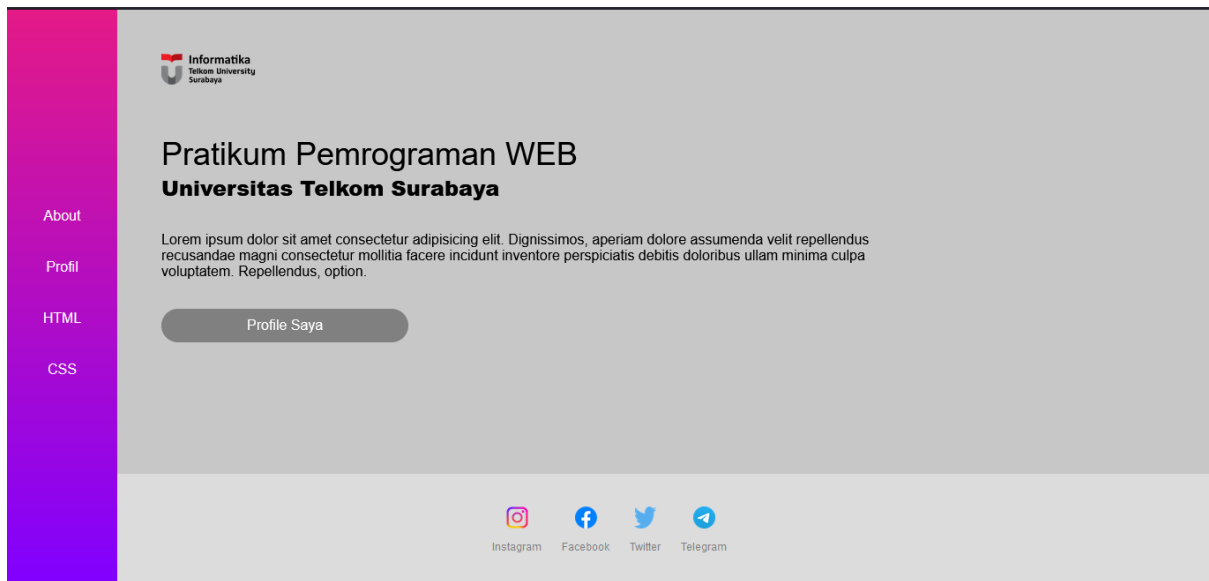 Informatika
Telkom University
Surabaya
Pratikum Pemrograman WEB
Universitas Telkom Surabaya
Lorem ipsum dolor sit amet consectetur adipisicing elit. Dignissimos, aperiam dolore assumenda velit repellendus
recusandae magni consectetur mollitia facere incidunt inventore perspiciatis debitis doloribus ullam minima culpa
voluptatem. Repellendus, option.
Profile Saya
About
Profil
HTML
CSS
Instagram Facebook Twitter Telegram